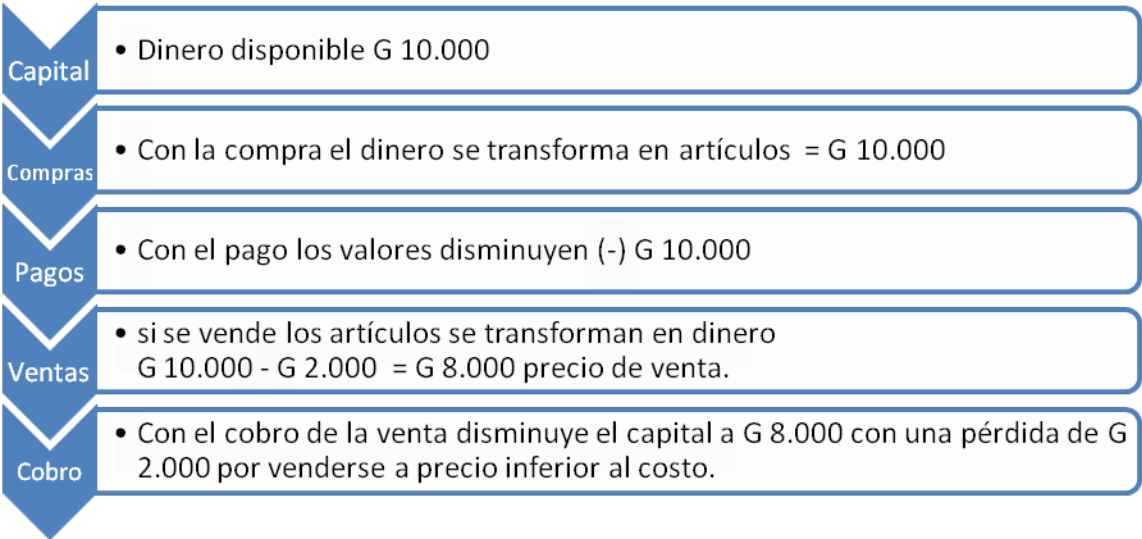 Capital
• Dinero disponible G 10.000
Compras
• Con la compra el dinero se transforma en artículos = G 10.000
Pagos
• Con el pago los valores disminuyen (-) G 10.000
Ventas
• si se vende los artículos se transforman en dinero
G 10.000 - G 2.000 = G 8.000 precio de venta.
Cobro
• Con el cobro de la venta disminuye el capital a G 8.000 con una pérdida de G
2.000 por venderse a precio inferior al costo.